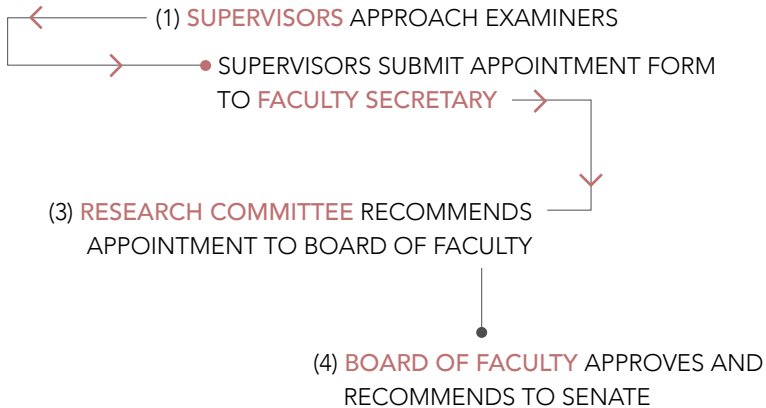 (1) SUPERVISORS APPROACH EXAMINERS
SUPERVISORS SUBMIT APPOINTMENT FORM
TO FACULTY SECRETARY
(3) RESEARCH COMMITTEE RECOMMENDS
APPOINTMENT TO BOARD OF FACULTY
(4) BOARD OF FACULTY APPROVES AND
RECOMMENDS TO SENATE